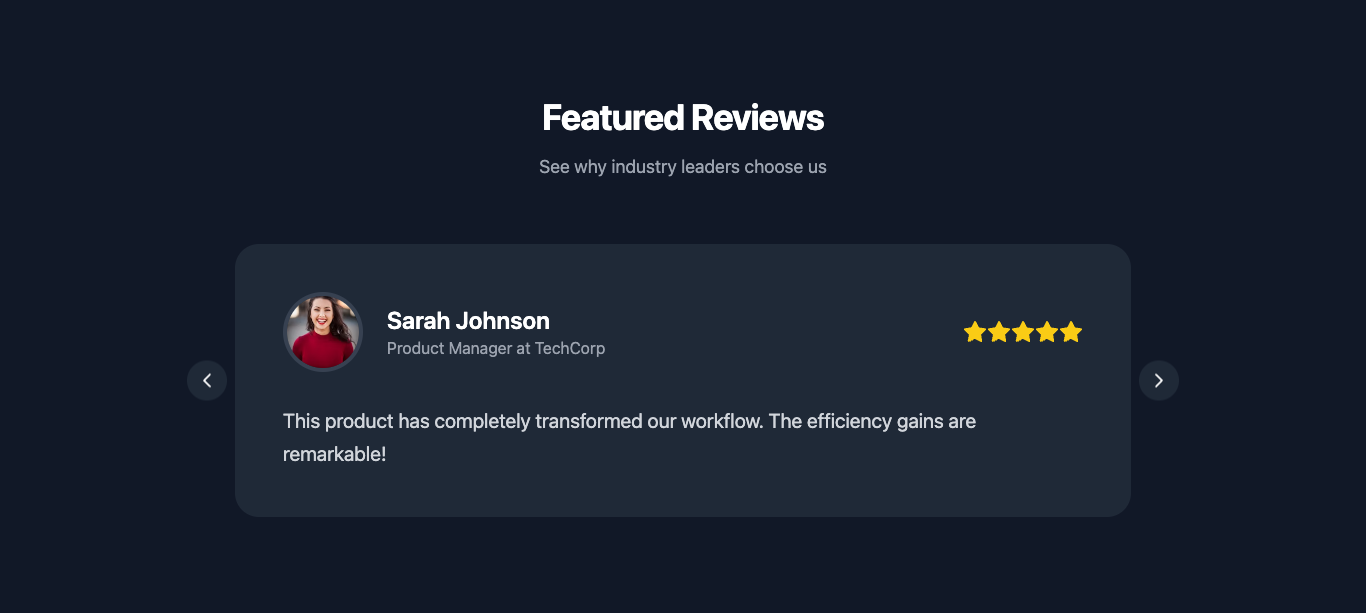 Featured Reviews
See why industry leaders choose us
Sarah Johnson
Product Manager at TechCorp
This product has completely transformed our workflow. The efficiency gains are
remarkable!